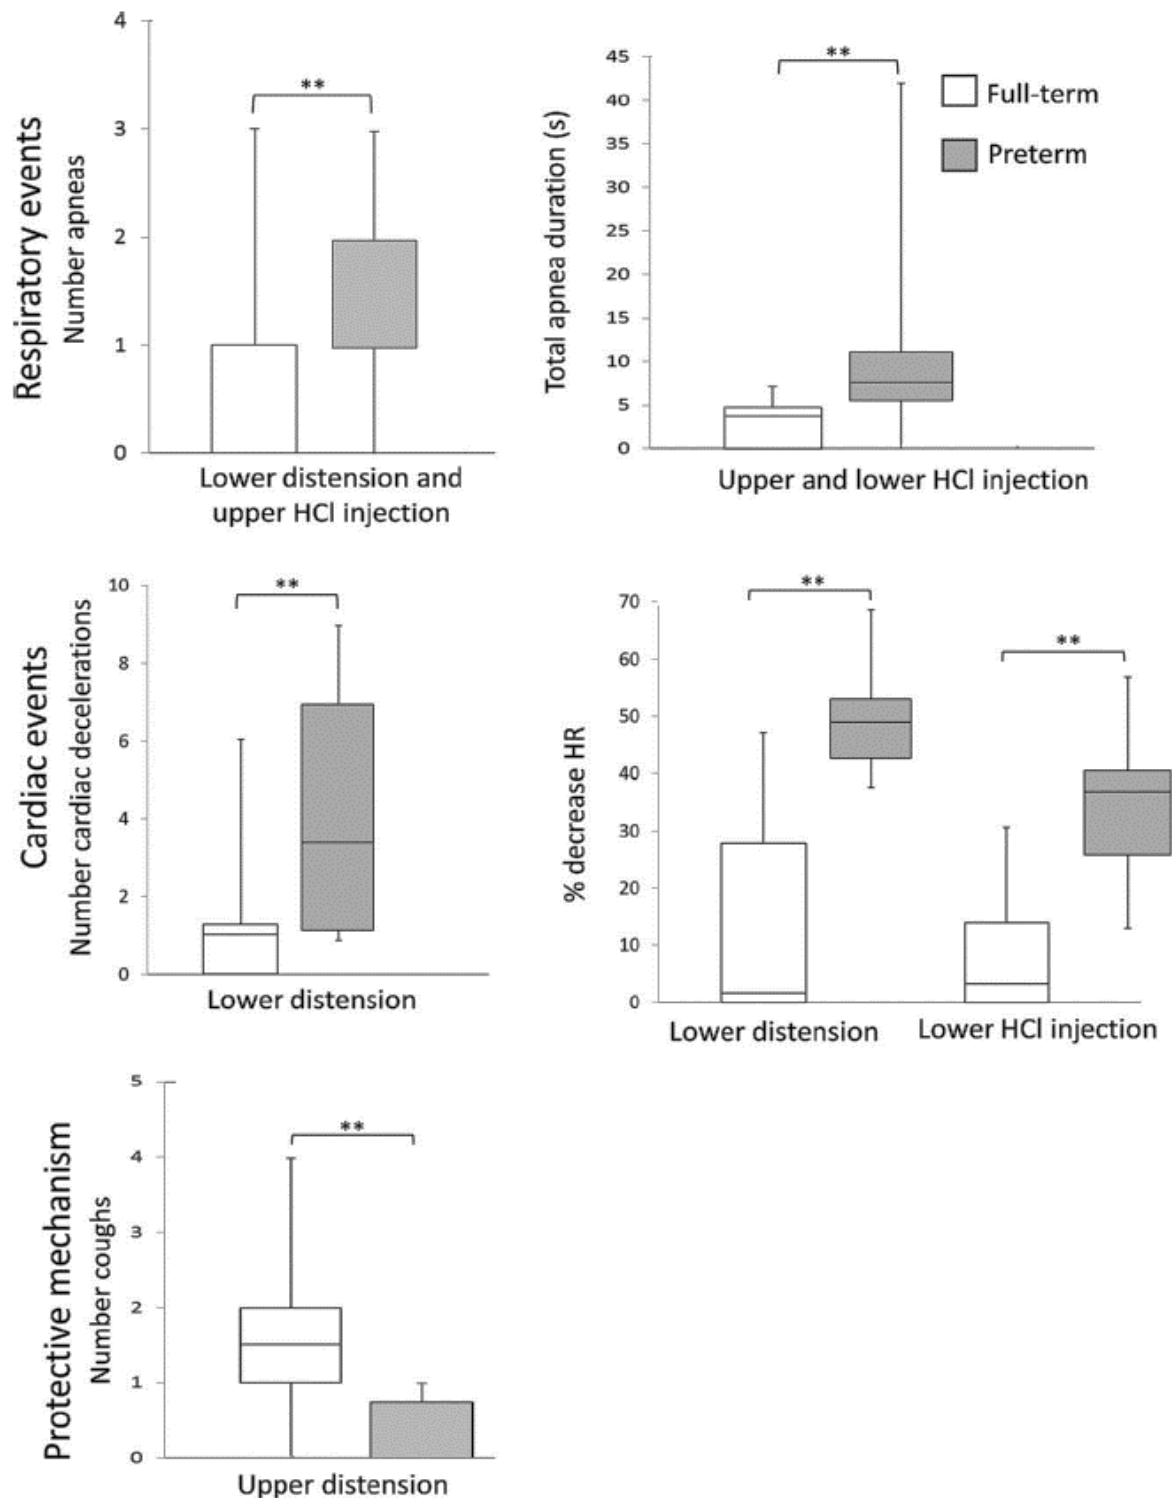 Respiratory events
Number apneas
4
3
2
1
0
**
Lower distension and
upper HCl injection
Total apnea duration (s)
45
40
35
30
25
20
15
10
5
0
**
Full-term
Preterm
Upper and lower HCl injection
Cardiac events
Number cardiac decelerations
10
8
6
4
2
0
**
Lower distension
% decrease HR
70
60
50
40
30
20
10
0
**
**
Lower distension
Lower HCl injection
Protective mechanism
Number coughs
5
4
3
2
1
0
**
Upper distension